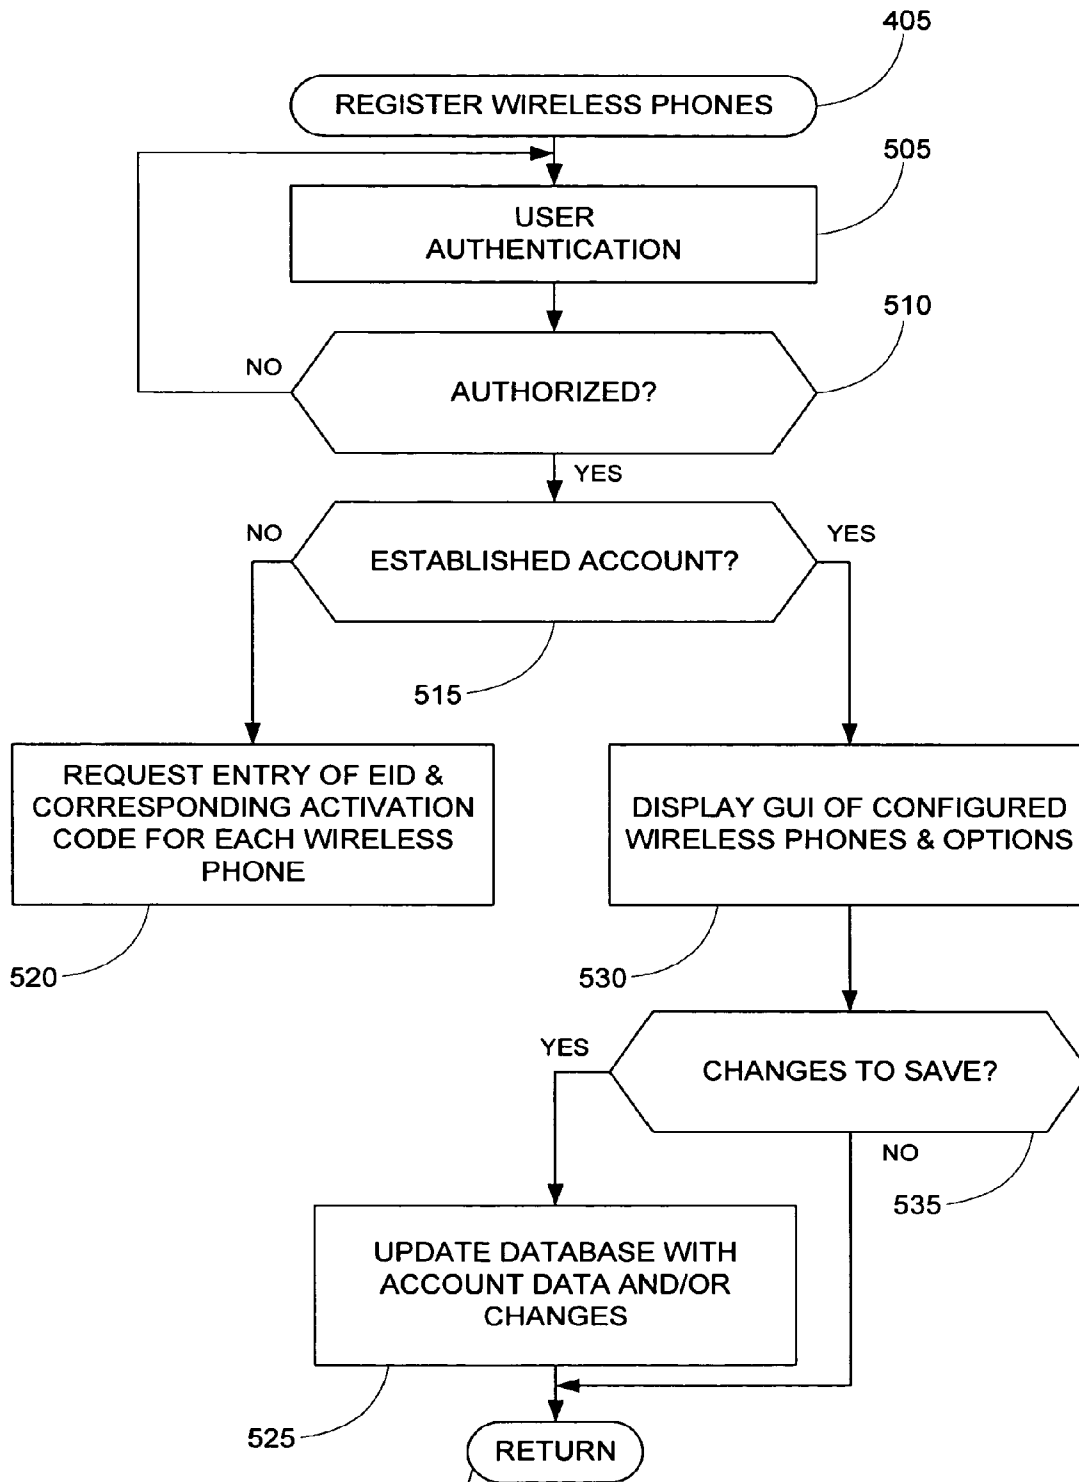 405
REGISTER WIRELESS PHONES
505
USER
AUTHENTICATION
510
NO
AUTHORIZED?
YES
NO
YES
ESTABLISHED ACCOUNT?
515
REQUEST ENTRY OF EID &
CORRESPONDING ACTIVATION
CODE FOR EACH WIRELESS
PHONE
DISPLAY GUI OF CONFIGURED
WIRELESS PHONES & OPTIONS
520
530
YES
CHANGES TO SAVE?
NO
535
UPDATE DATABASE WITH
ACCOUNT DATA AND/OR
CHANGES
525
RETURN